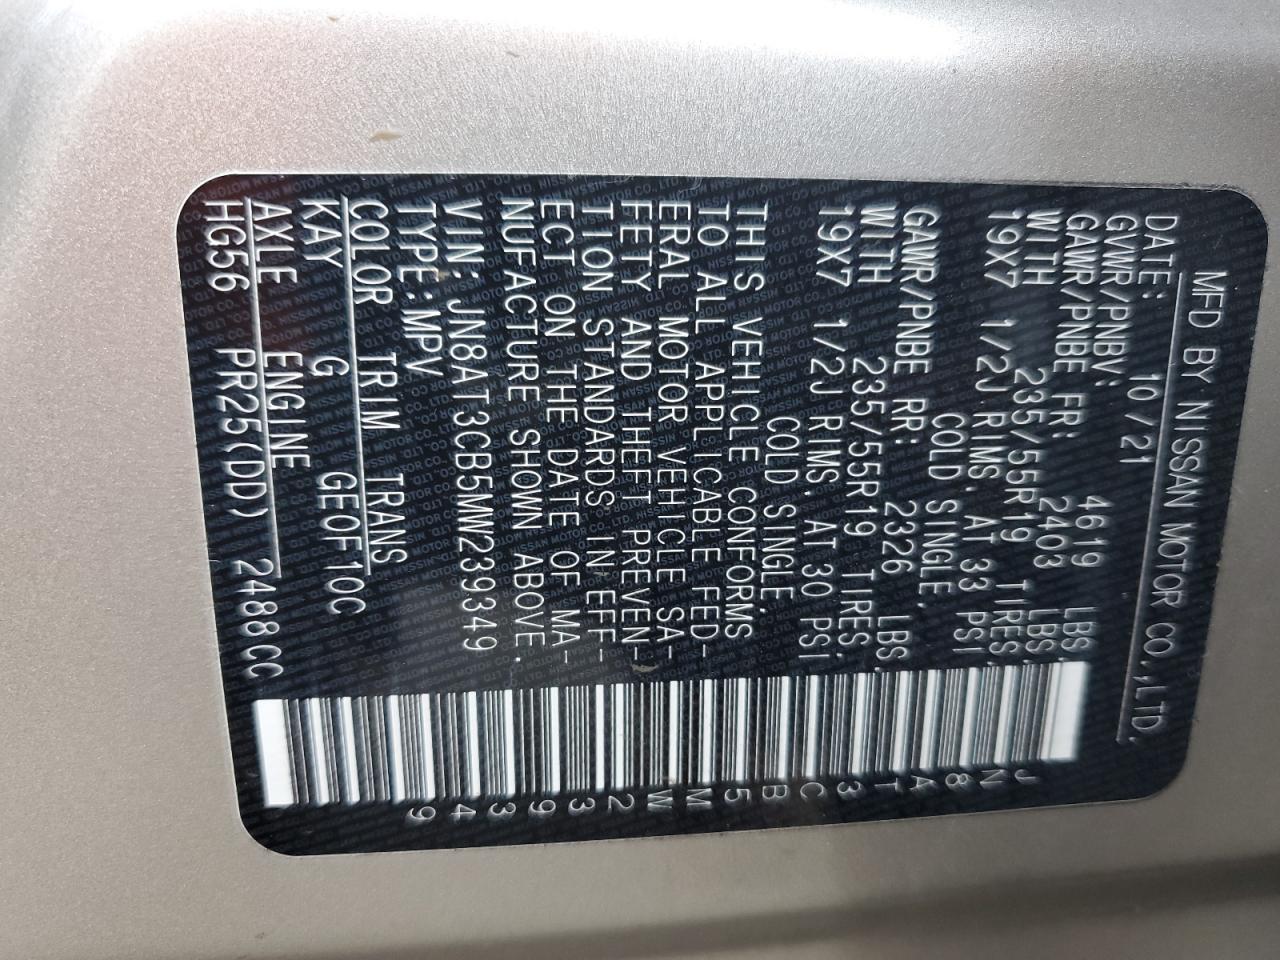 MFD BY NISSAN MOTOR CO.,LTD.
DATE: 10/21
GVWR/PNBV: 4619 LBS
GAWR/PNBE FR: 2403 LBS
WITH 235/55R19 TIRES,
19X7 1/2J RIMS, AT 33 PSI
COLD SINGLE,
GAWR/PNBE RR: 2326 LBS
WITH 235/55R19 TIRES,
19X7 1/2J RIMS, AT 30 PSI
COLD SINGLE,
THIS VEHICLE CONFORMS
TO ALL APPLICABLE FED-
ERAL MOTOR VEHICLE SA-
FETY AND THEFT PREVEN-
TION STANDARDS IN EFF-
ECT ON THE DATE OF MA-
NUFACTURE SHOWN ABOVE.
VIN: JN8AT3CB5MW239349
TYPE:MPV
COLOR TRIM TRANS
KAY G GE0F10C
AXLE ENGINE
HG56 PR25(DDD) 2488CC
JN8AT3CB5MW239349